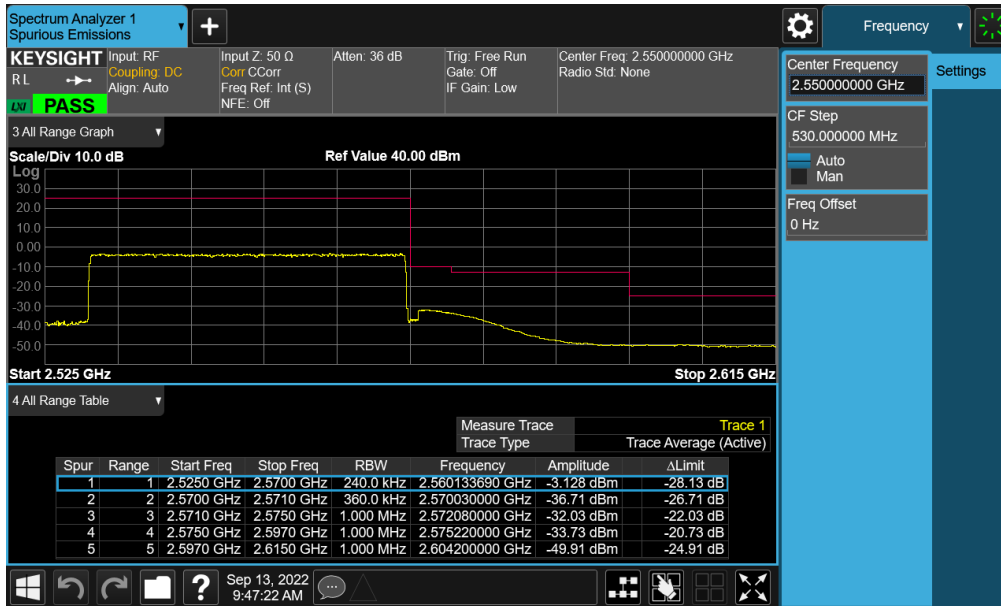 Spectrum Analyzer 1
Spurious Emissions
Frequency
KEYSIGHT
R L
LXI
PASS
Input: RF
Coupling: DC
Align: Auto
Input Z: 50 Ω
Corr CCorr
Freq Ref: Int (S)
NFE: Off
Atten: 36 dB
Trig: Free Run
Gate: Off
IF Gain: Low
Center Freq: 2.550000000 GHz
Radio Std: None
Center Frequency
2.550000000 GHz
Settings
CF Step
530.000000 MHz
Auto
Man
Freq Offset
0 Hz
3 All Range Graph
Scale/Div 10.0 dB
Ref Value 40.00 dBm
Log
30.0
20.0
10.0
0.00
-10.0
-20.0
-30.0
-40.0
-50.0
Start 2.525 GHz
Stop 2.615 GHz
4 All Range Table
Measure Trace Trace 1
Trace Type Trace Average (Active)
Spur Range Start Freq Stop Freq RBW Frequency Amplitude ΔLimit
1 1 2.5250 GHz 2.5700 GHz 240.0 kHz 2.560133690 GHz -3.128 dBm -28.13 dB
2 2 2.5700 GHz 2.5710 GHz 360.0 kHz 2.570030000 GHz -36.71 dBm -26.71 dB
3 3 2.5710 GHz 2.5750 GHz 1.000 MHz 2.572080000 GHz -32.03 dBm -22.03 dB
4 4 2.5750 GHz 2.5970 GHz 1.000 MHz 2.575220000 GHz -33.73 dBm -20.73 dB
5 5 2.5970 GHz 2.6150 GHz 1.000 MHz 2.604200000 GHz -49.91 dBm -24.91 dB
?
Sep 13, 2022
9:47:22 AM